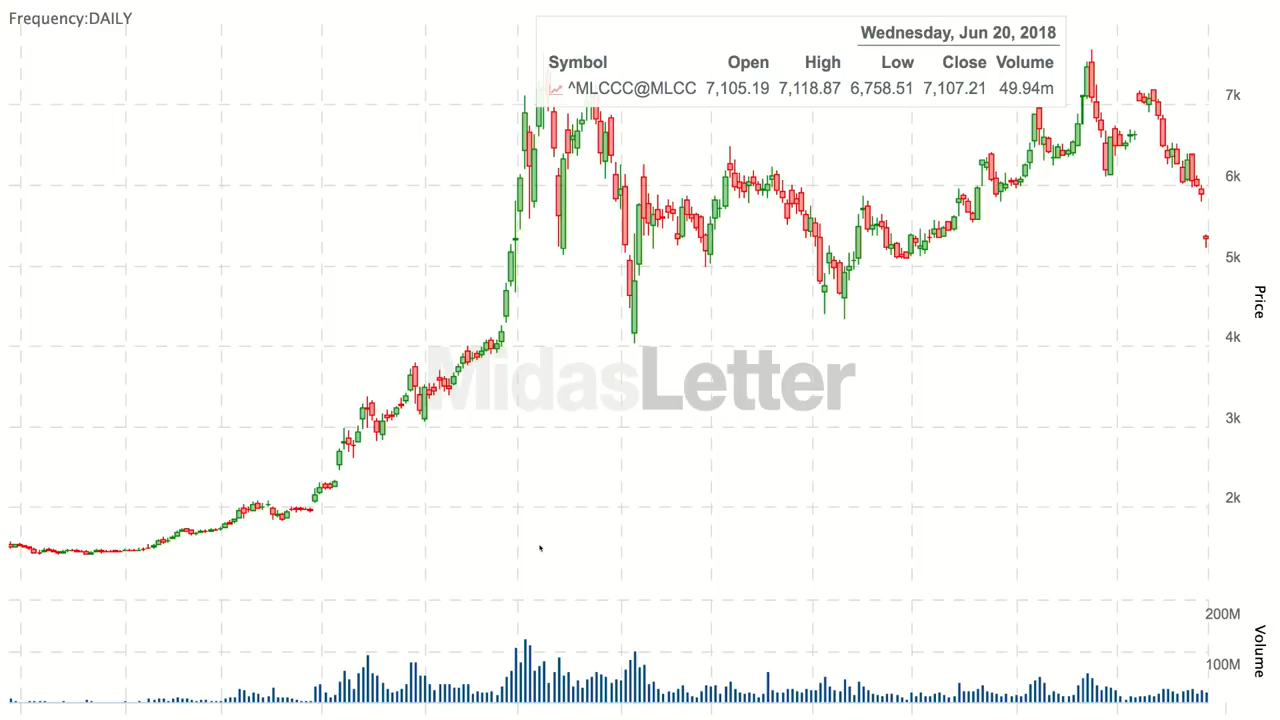 Frequency:DAILY
Wednesday, Jun 20, 2018
Symbol Open High Low Close Volume
^MLCCC@MLCC 7,105.19 7,118.87 6,758.51 7,107.21 49.94m
7k
6k
5k
Price
4k
MidasLetter
3k
2k
200M
Volume
100M